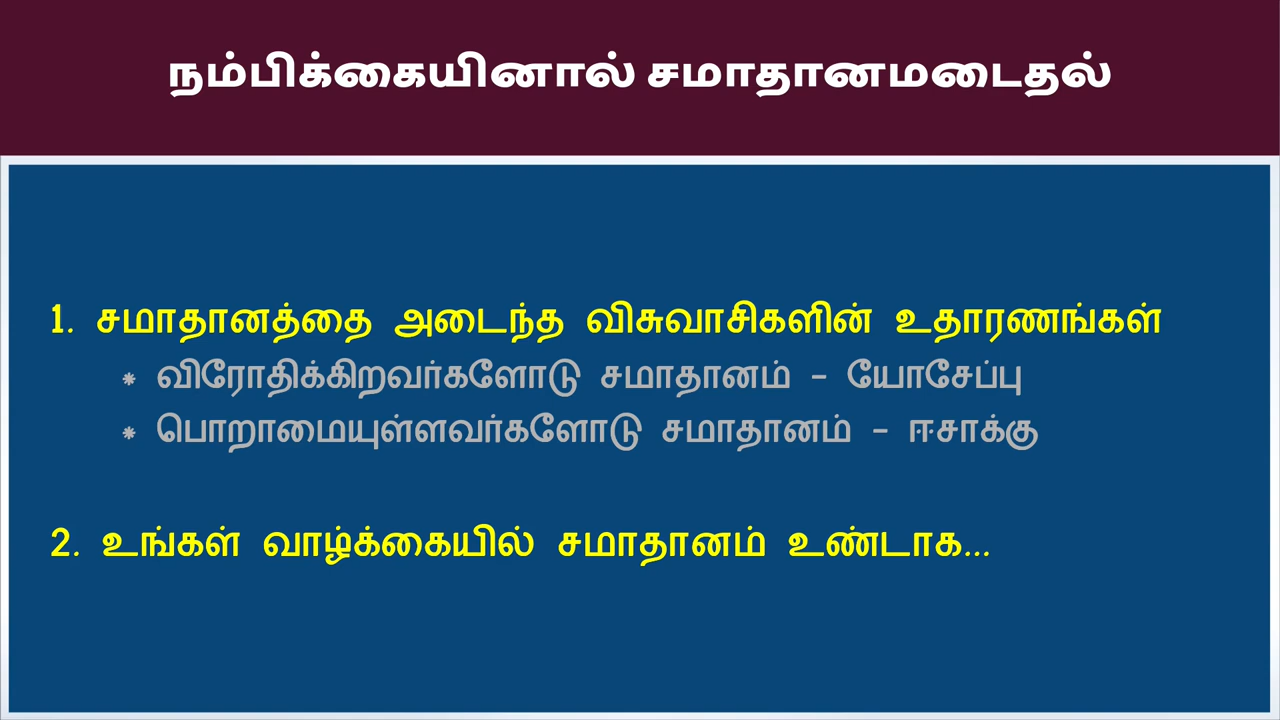 நம்பிக்கையினால் சமாதானமடைதல்
1. சமாதானத்தை அடைந்த விசுவாசிகளின் உதாரணங்கள்
* விரோதிக்கிறவர்களோடு சமாதானம் - யோசேப்பு
* பொறாமையுள்ளவர்களோடு சமாதானம் - ஈசாக்கு
2. உங்கள் வாழ்க்கையில் சமாதானம் உண்டாக...